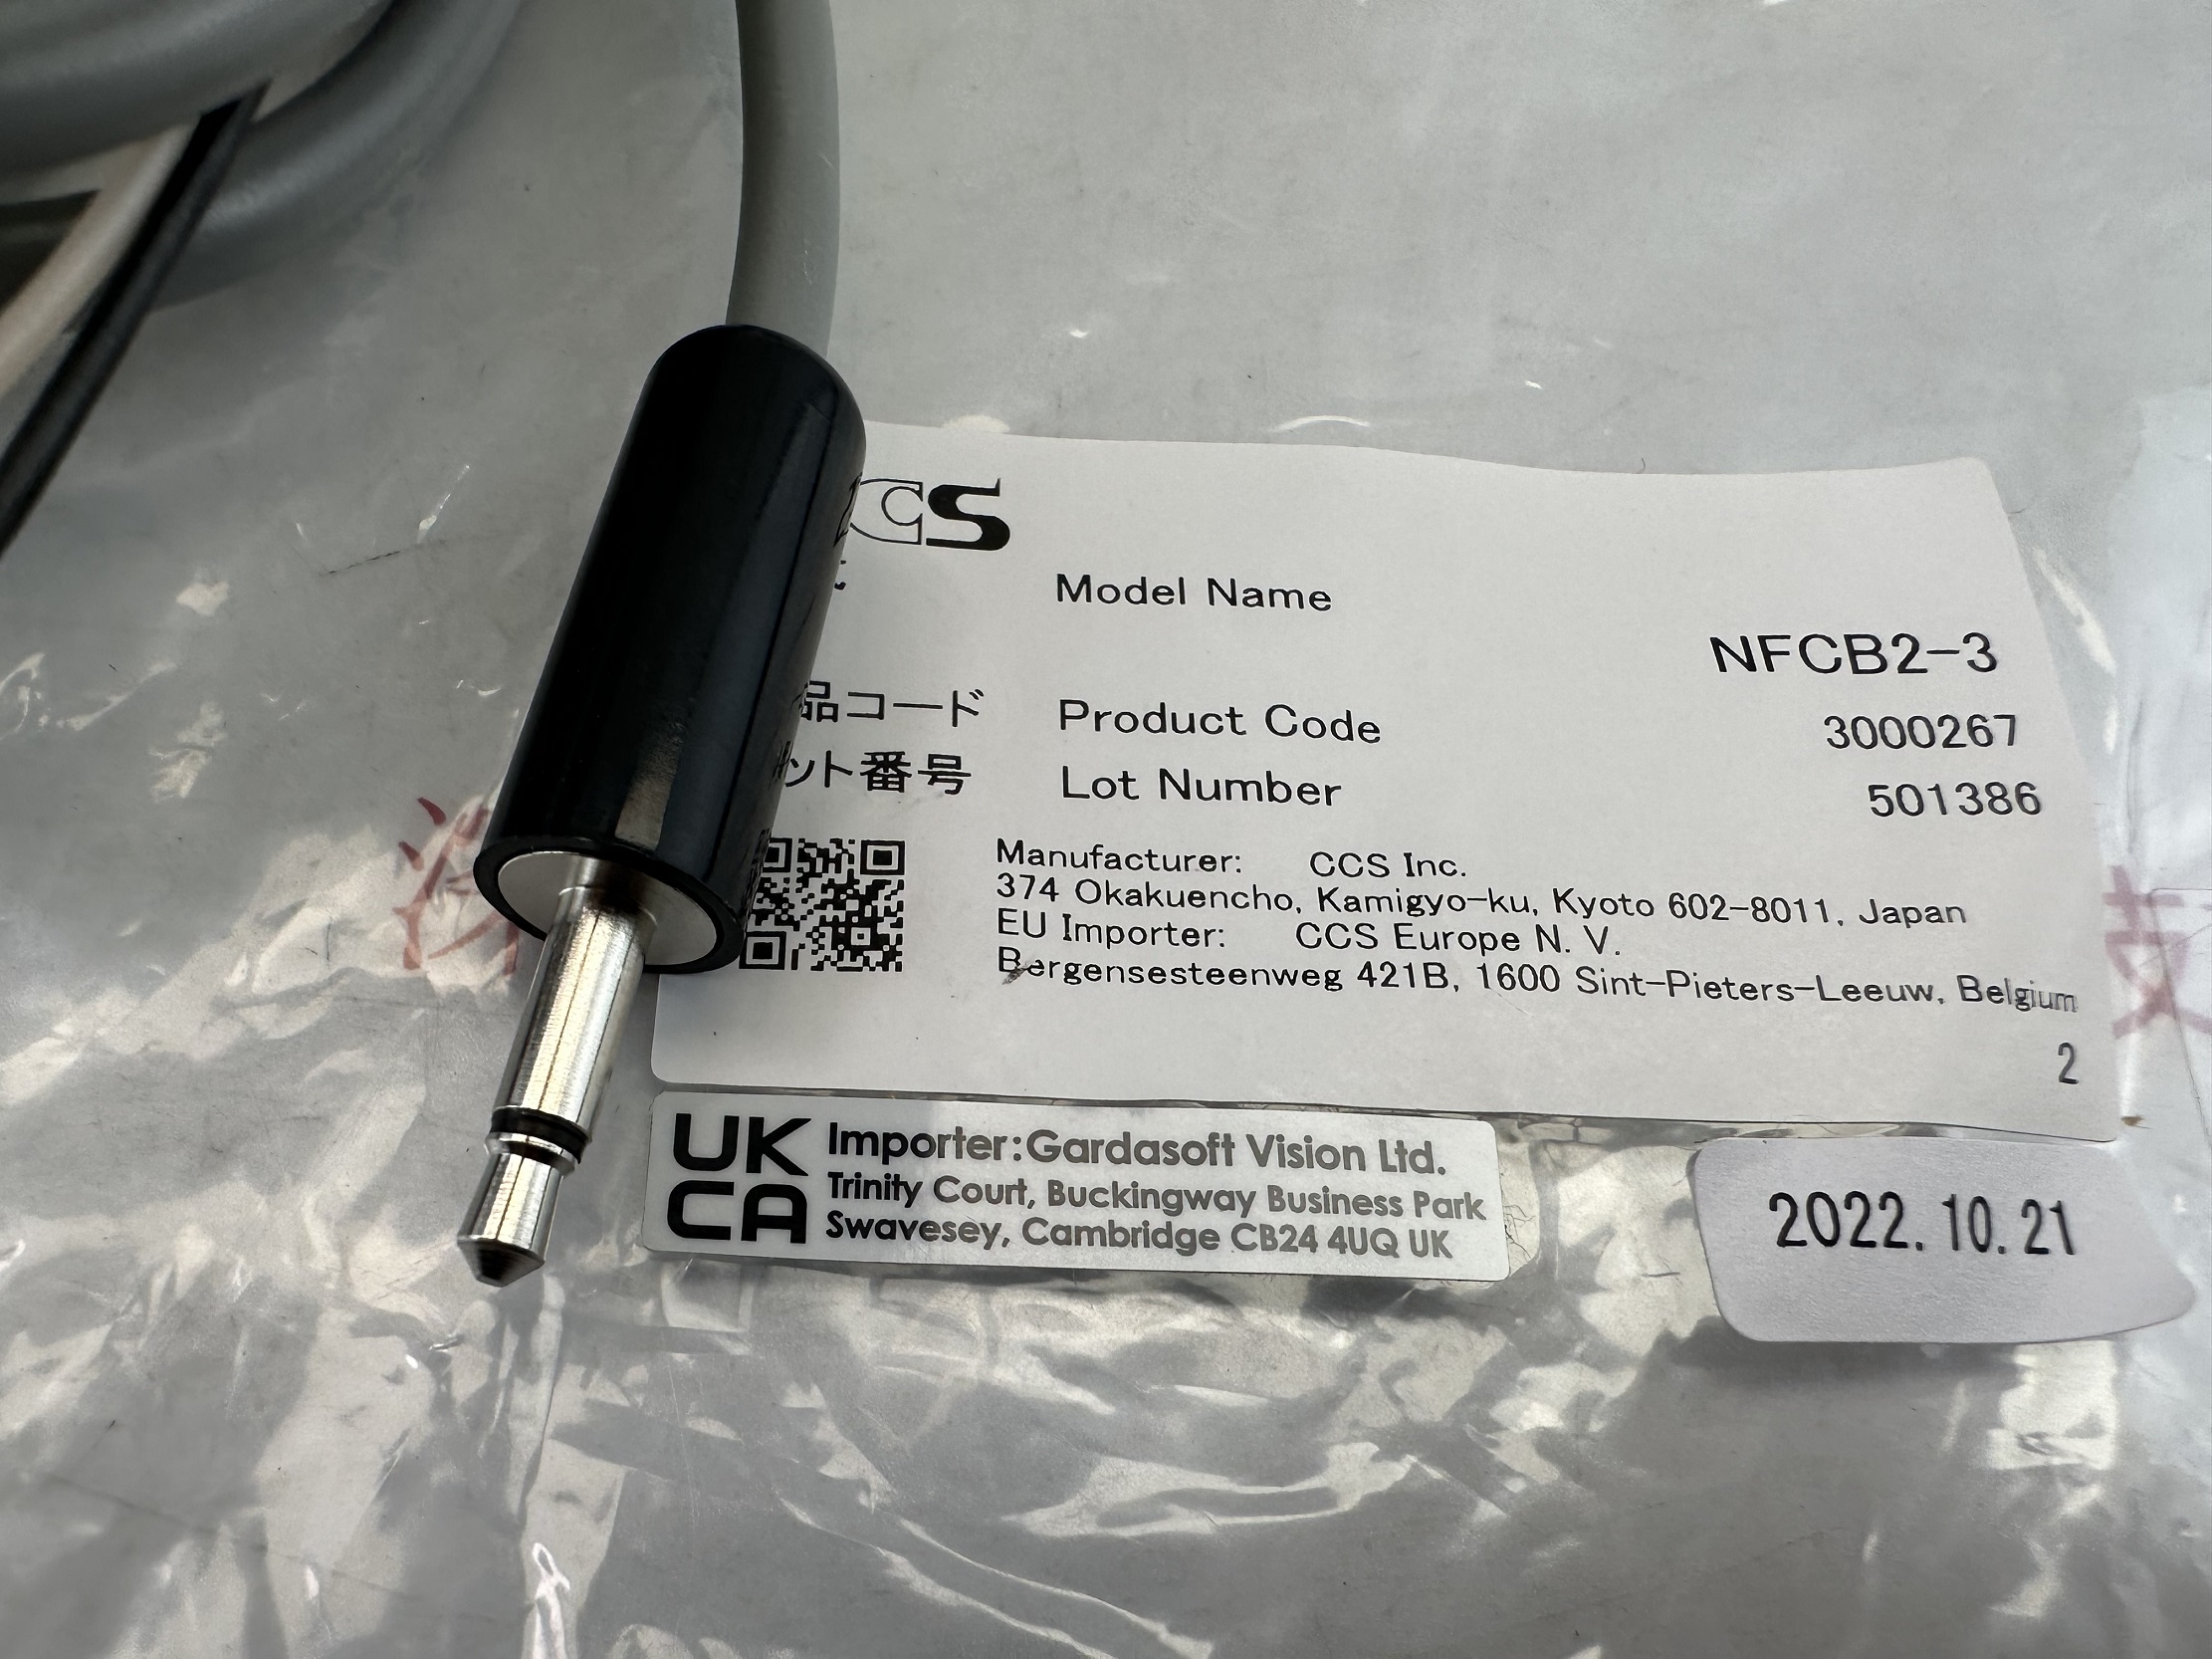 CCS
Model Name
NFCB2-3
品コード Product Code 3000267
ット番号 Lot Number 501386
Manufacturer: CCS Inc.
374 Okakuencho, Kamigyo-ku, Kyoto 602-8011, Japan
EU Importer: CCS Europe N. V.
Bergensesteenweg 421B, 1600 Sint-Pieters-Leeuw, Belgium
2
UK
CA
Importer:Gardasoft Vision Ltd.
Trinity Court, Buckingway Business Park
Swavesey, Cambridge CB24 4UQ UK
2022.10.21